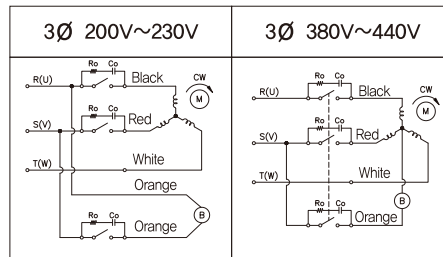 3Ø 200V~230V
3Ø 380V~440V
Ro Co
Black
CW
R(U)
M
Ro Co
Red
S(V)
T(W)
White
Orange
B
Ro Co
Orange
Ro Co
Black
CW
R(U)
M
Ro Co
S(V)
Red
T(W)
White
B
Ro Co
Orange